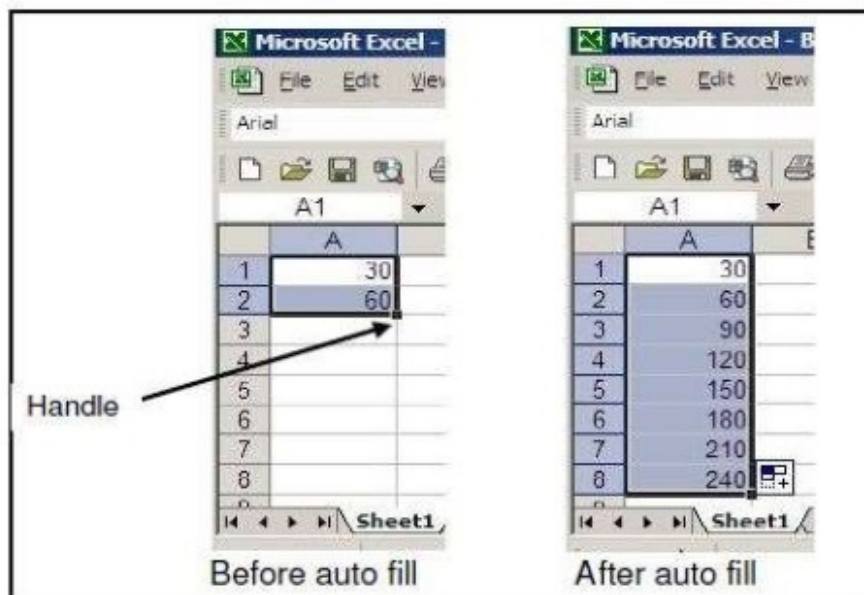 Microsoft Excel -
File Edit View
Arial
A1
A
1 30
2 60
3
4
5
6
7
8
Sheet1
Handle
Before auto fill
Microsoft Excel - B
File Edit View
Arial
A1
A
1 30
2 60
3 90
4 120
5 150
6 180
7 210
8 240
Sheet1
After auto fill